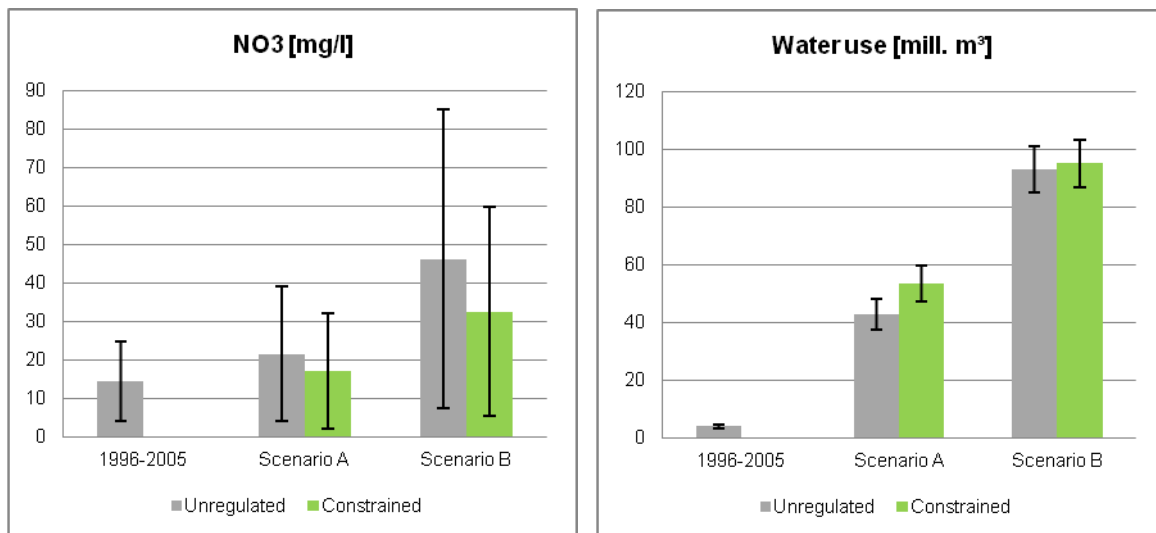 NO3 [mg/l]
90
80
70
60
50
40
30
20
10
0
1996-2005 Scenario A Scenario B
Unregulated Constrained
Water use [mill. m³]
120
100
80
60
40
20
0
1996-2005 Scenario A Scenario B
Unregulated Constrained